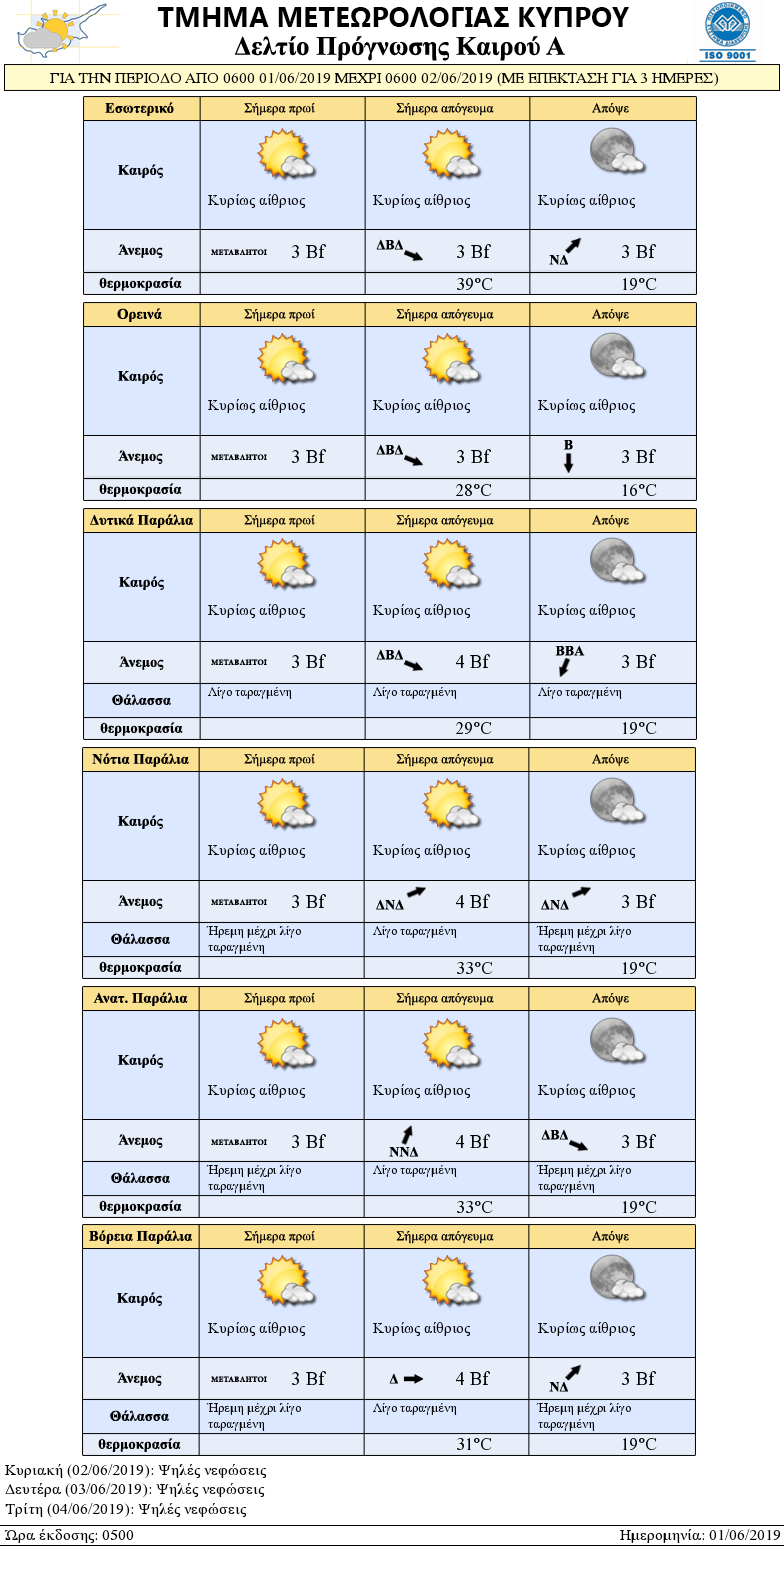 ΤΜΗΜΑ ΜΕΤΕΩΡΟΛΟΓΙΑΣ ΚΥΠΡΟΥ
Δελτίο Πρόγνωσης Καιρού Α
ISO 9001
ΓΙΑ ΤΗΝ ΠΕΡΙΟΔΟ ΑΠΟ 0600 01/06/2019 ΜΕΧΡΙ 0600 02/06/2019 (ΜΕ ΕΠΕΚΤΑΣΗ ΓΙΑ 3 ΗΜΕΡΕΣ)
Εσωτερικό Σήμερα πρωί Σήμερα απόγευμα Απόψε
Καιρός
Κυρίως αίθριος Κυρίως αίθριος Κυρίως αίθριος
Άνεμος ΜΕΤΑΒΛΗΤΟΙ 3 Bf ΔΒΔ 3 Bf ΝΔ 3 Bf
θερμοκρασία 39°C 19°C
Ορεινά Σήμερα πρωί Σήμερα απόγευμα Απόψε
Καιρός
Κυρίως αίθριος Κυρίως αίθριος Κυρίως αίθριος
Άνεμος ΜΕΤΑΒΛΗΤΟΙ 3 Bf ΔΒΔ 3 Bf Β 3 Bf
θερμοκρασία 28°C 16°C
Δυτικά Παράλια Σήμερα πρωί Σήμερα απόγευμα Απόψε
Καιρός
Κυρίως αίθριος Κυρίως αίθριος Κυρίως αίθριος
Άνεμος ΜΕΤΑΒΛΗΤΟΙ 3 Bf ΔΒΔ 4 Bf ΒΒΑ 3 Bf
Θάλασσα Λίγο ταραγμένη Λίγο ταραγμένη Λίγο ταραγμένη
θερμοκρασία 29°C 19°C
Νότια Παράλια Σήμερα πρωί Σήμερα απόγευμα Απόψε
Καιρός
Κυρίως αίθριος Κυρίως αίθριος Κυρίως αίθριος
Άνεμος ΜΕΤΑΒΛΗΤΟΙ 3 Bf ΔΝΔ 4 Bf ΔΝΔ 3 Bf
Θάλασσα Ήρεμη μέχρι λίγο ταραγμένη Λίγο ταραγμένη Ήρεμη μέχρι λίγο ταραγμένη
θερμοκρασία 33°C 19°C
Ανατ. Παράλια Σήμερα πρωί Σήμερα απόγευμα Απόψε
Καιρός
Κυρίως αίθριος Κυρίως αίθριος Κυρίως αίθριος
Άνεμος ΜΕΤΑΒΛΗΤΟΙ 3 Bf ΝΝΔ 4 Bf ΔΒΔ 3 Bf
Θάλασσα Ήρεμη μέχρι λίγο ταραγμένη Λίγο ταραγμένη Ήρεμη μέχρι λίγο ταραγμένη
θερμοκρασία 33°C 19°C
Βόρεια Παράλια Σήμερα πρωί Σήμερα απόγευμα Απόψε
Καιρός
Κυρίως αίθριος Κυρίως αίθριος Κυρίως αίθριος
Άνεμος ΜΕΤΑΒΛΗΤΟΙ 3 Bf Δ 4 Bf ΝΔ 3 Bf
Θάλασσα Ήρεμη μέχρι λίγο ταραγμένη Λίγο ταραγμένη Ήρεμη μέχρι λίγο ταραγμένη
θερμοκρασία 31°C 19°C
Κυριακή (02/06/2019): Ψηλές νεφώσεις
Δευτέρα (03/06/2019): Ψηλές νεφώσεις
Τρίτη (04/06/2019): Ψηλές νεφώσεις
Ώρα έκδοσης: 0500 Ημερομηνία: 01/06/2019